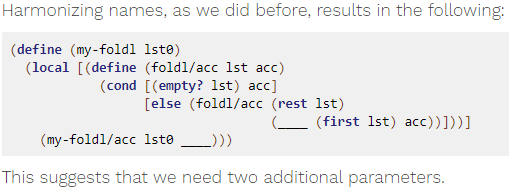 Harmonizing names, as we did before, results in the following:
(define (my-foldl lst0)
  (local [(define (foldl/acc lst acc)
            (cond [(empty? lst) acc]
                  [else (foldl/acc (rest lst)
                                   (____ (first lst) acc))]))]
    (my-foldl/acc lst0 ____)))
This suggests that we need two additional parameters.